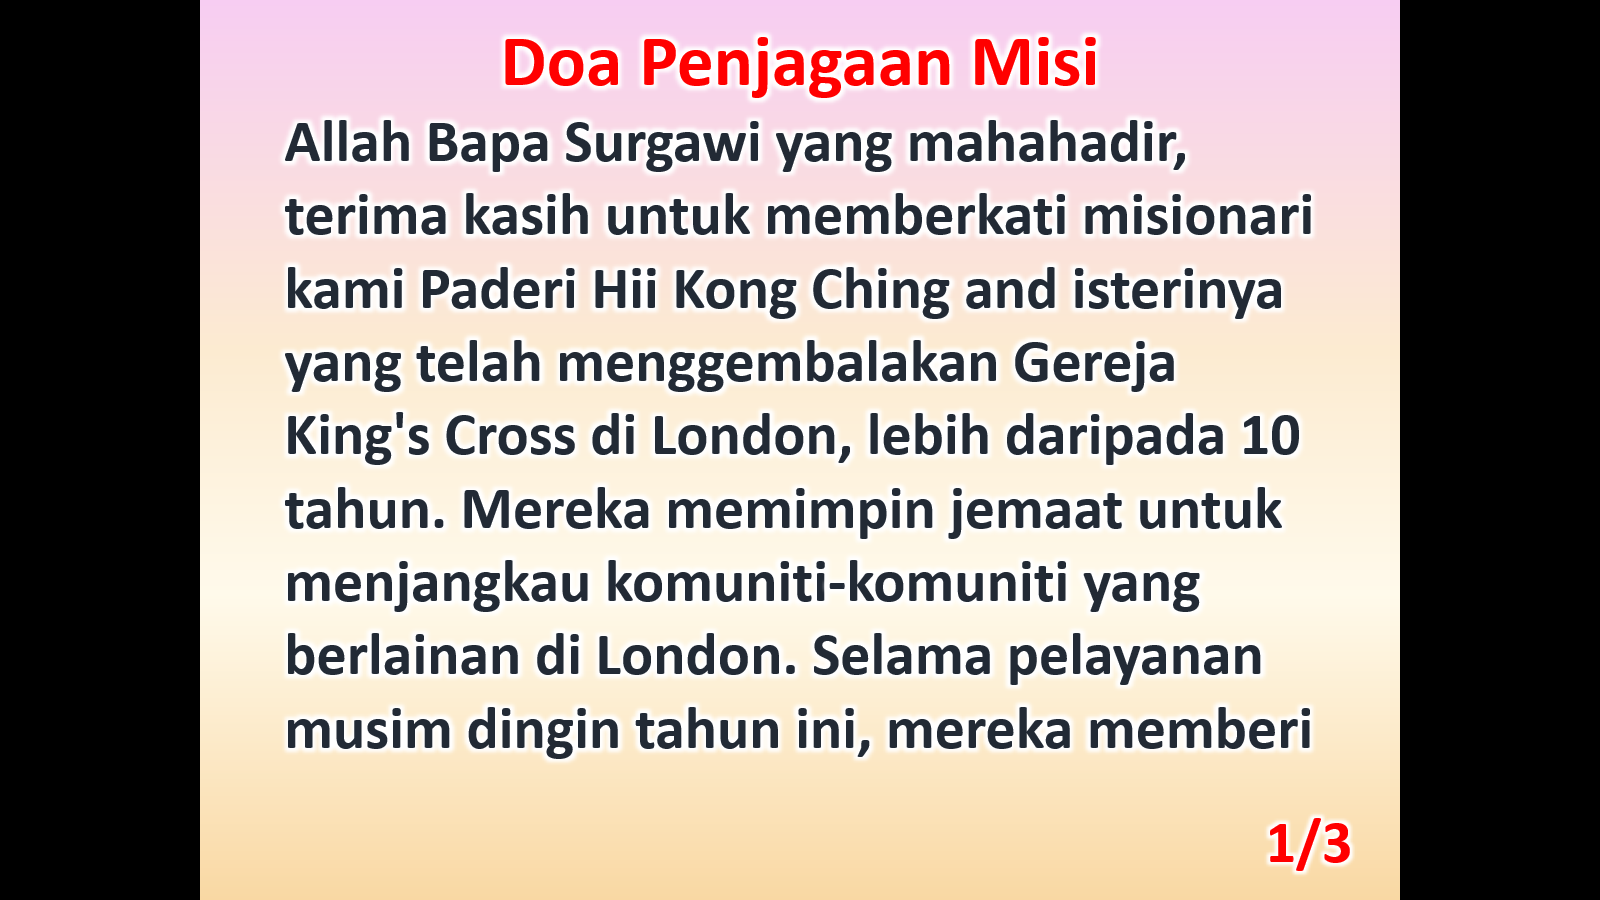 Doa Penjagaan Misi
Allah Bapa Surgawi yang mahahadir,
terima kasih untuk memberkati misionari
kami Paderi Hii Kong Ching and isterinya
yang telah menggembalakan Gereja
King's Cross di London, lebih daripada 10
tahun. Mereka memimpin jemaat untuk
menjangkau komuniti-komuniti yang
berlainan di London. Selama pelayanan
musim dingin tahun ini, mereka memberi
1/3